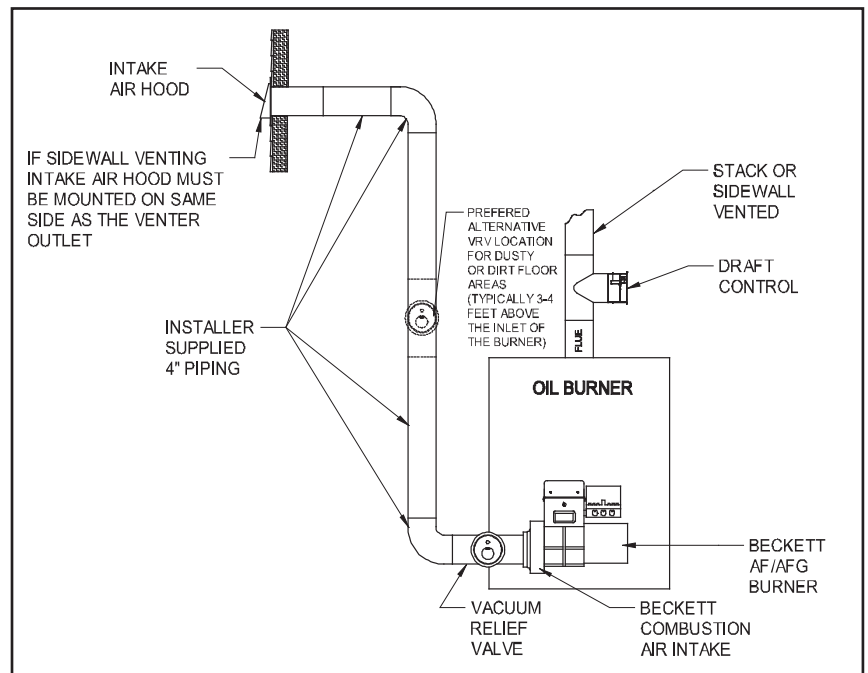 INTAKE
AIR HOOD
IF SIDEWALL VENTING
INTAKE AIR HOOD MUST
BE MOUNTED ON SAME
SIDE AS THE VENTER
OUTLET
INSTALLER
SUPPLIED
4" PIPING
PREFERED
ALTERNATIVE
VRV LOCATION
FOR DUSTY
OR DIRT FLOOR
AREAS
(TYPICALLY 3-4
FEET ABOVE
THE INLET OF
THE BURNER)
STACK OR
SIDEWALL
VENTED
DRAFT
CONTROL
FLUE
OIL BURNER
VACUUM
RELIEF
VALVE
BECKETT
COMBUSTION
AIR INTAKE
BECKETT
AF/AFG
BURNER